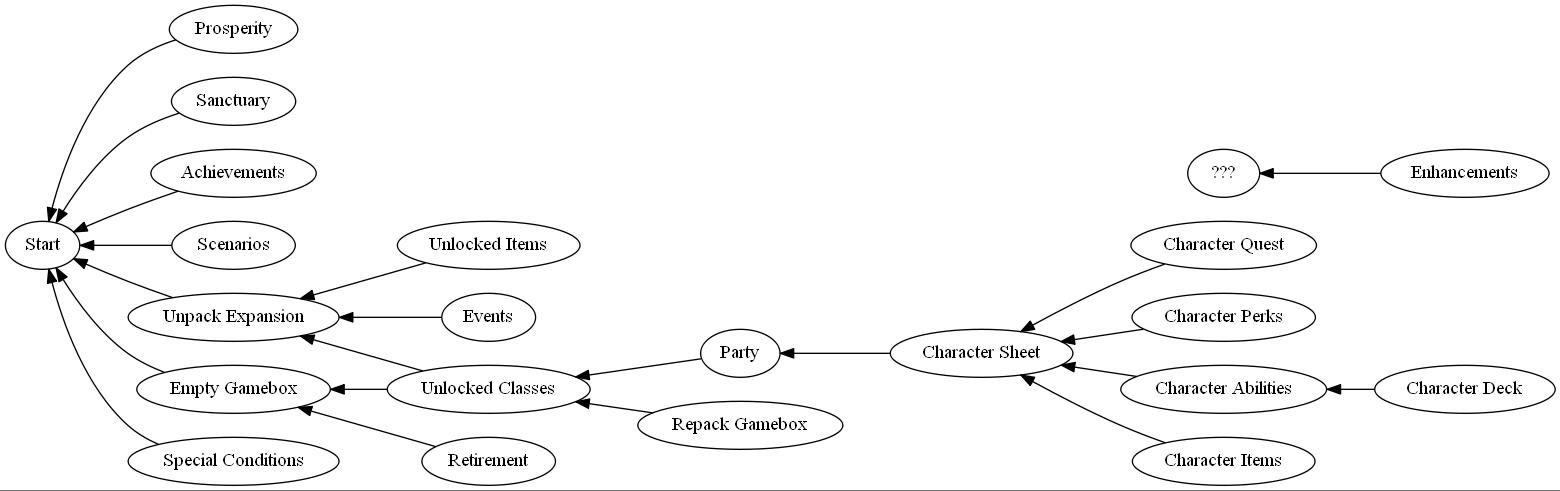 Prosperity
Sanctuary
Achievements
???
Enhancements
Start
Scenarios
Unlocked Items
Character Quest
Unpack Expansion
Events
Character Perks
Party
Character Sheet
Empty Gamebox
Unlocked Classes
Character Abilities
Character Deck
Repack Gamebox
Special Conditions
Retirement
Character Items